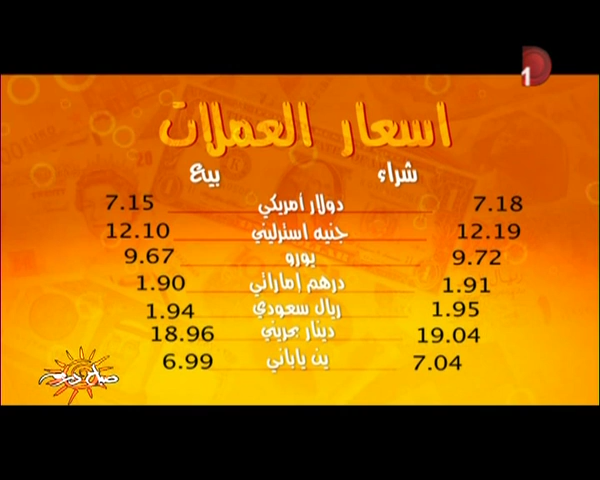 1
اسعار العملات
شراء بيع
7.18 دولار أمريكي 7.15
12.19 جنيه استرليني 12.10
9.72 يورو 9.67
1.91 درهم إماراتي 1.90
1.95 ريال سعودي 1.94
19.04 دينار بحريني 18.96
7.04 ين ياباني 6.99